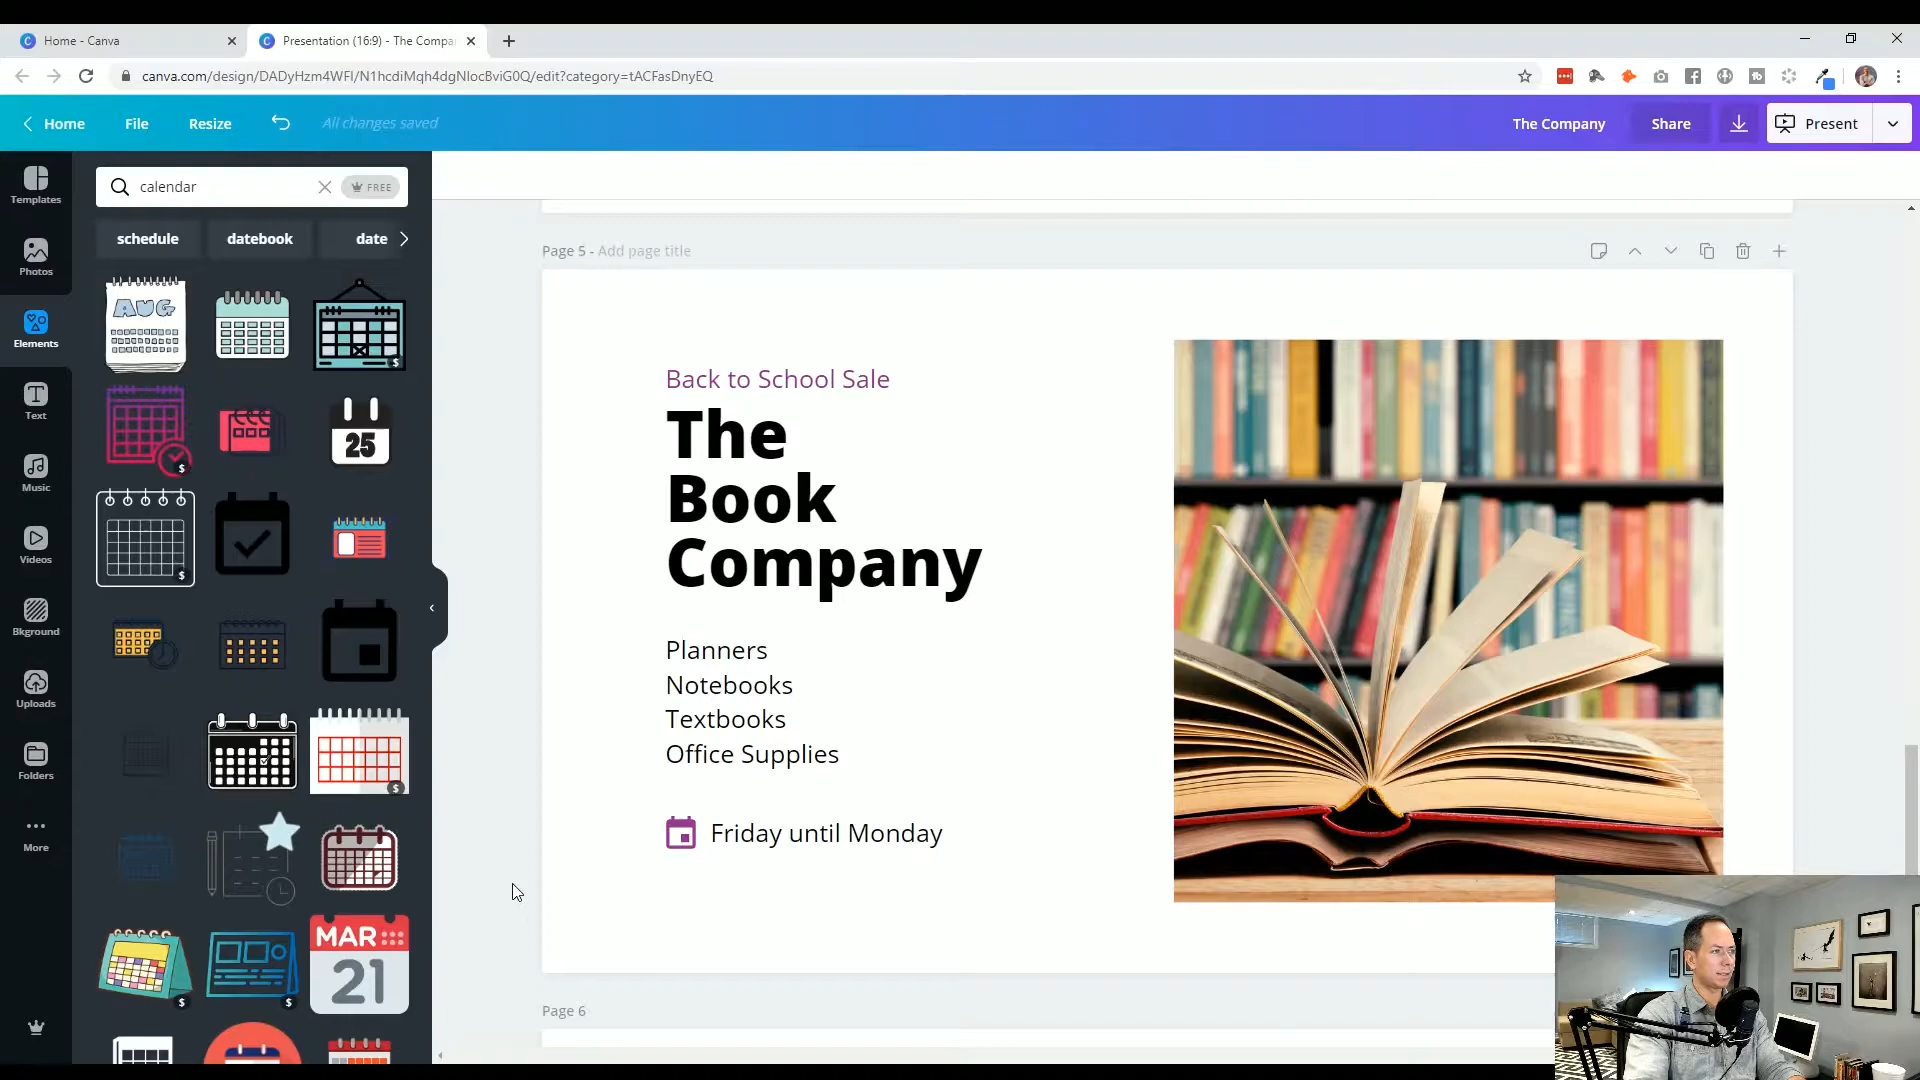 Home - Canva
Presentation (16:9) - The Compa
canva.com/design/DADyHzm4WFI/N1hcdiMqh4dgNlocBviG0Q/edit?category=tACFasDnyEQ
Home
File
Resize
All changes saved
The Company
Share
Present
Templates
Photos
Elements
Text
Music
Videos
Bkground
Uploads
Folders
More
calendar
FREE
schedule
datebook
date
AUG
25
MAR
21
Page 5 - Add page title
Back to School Sale
The
Book
Company
Planners
Notebooks
Textbooks
Office Supplies
Friday until Monday
Page 6